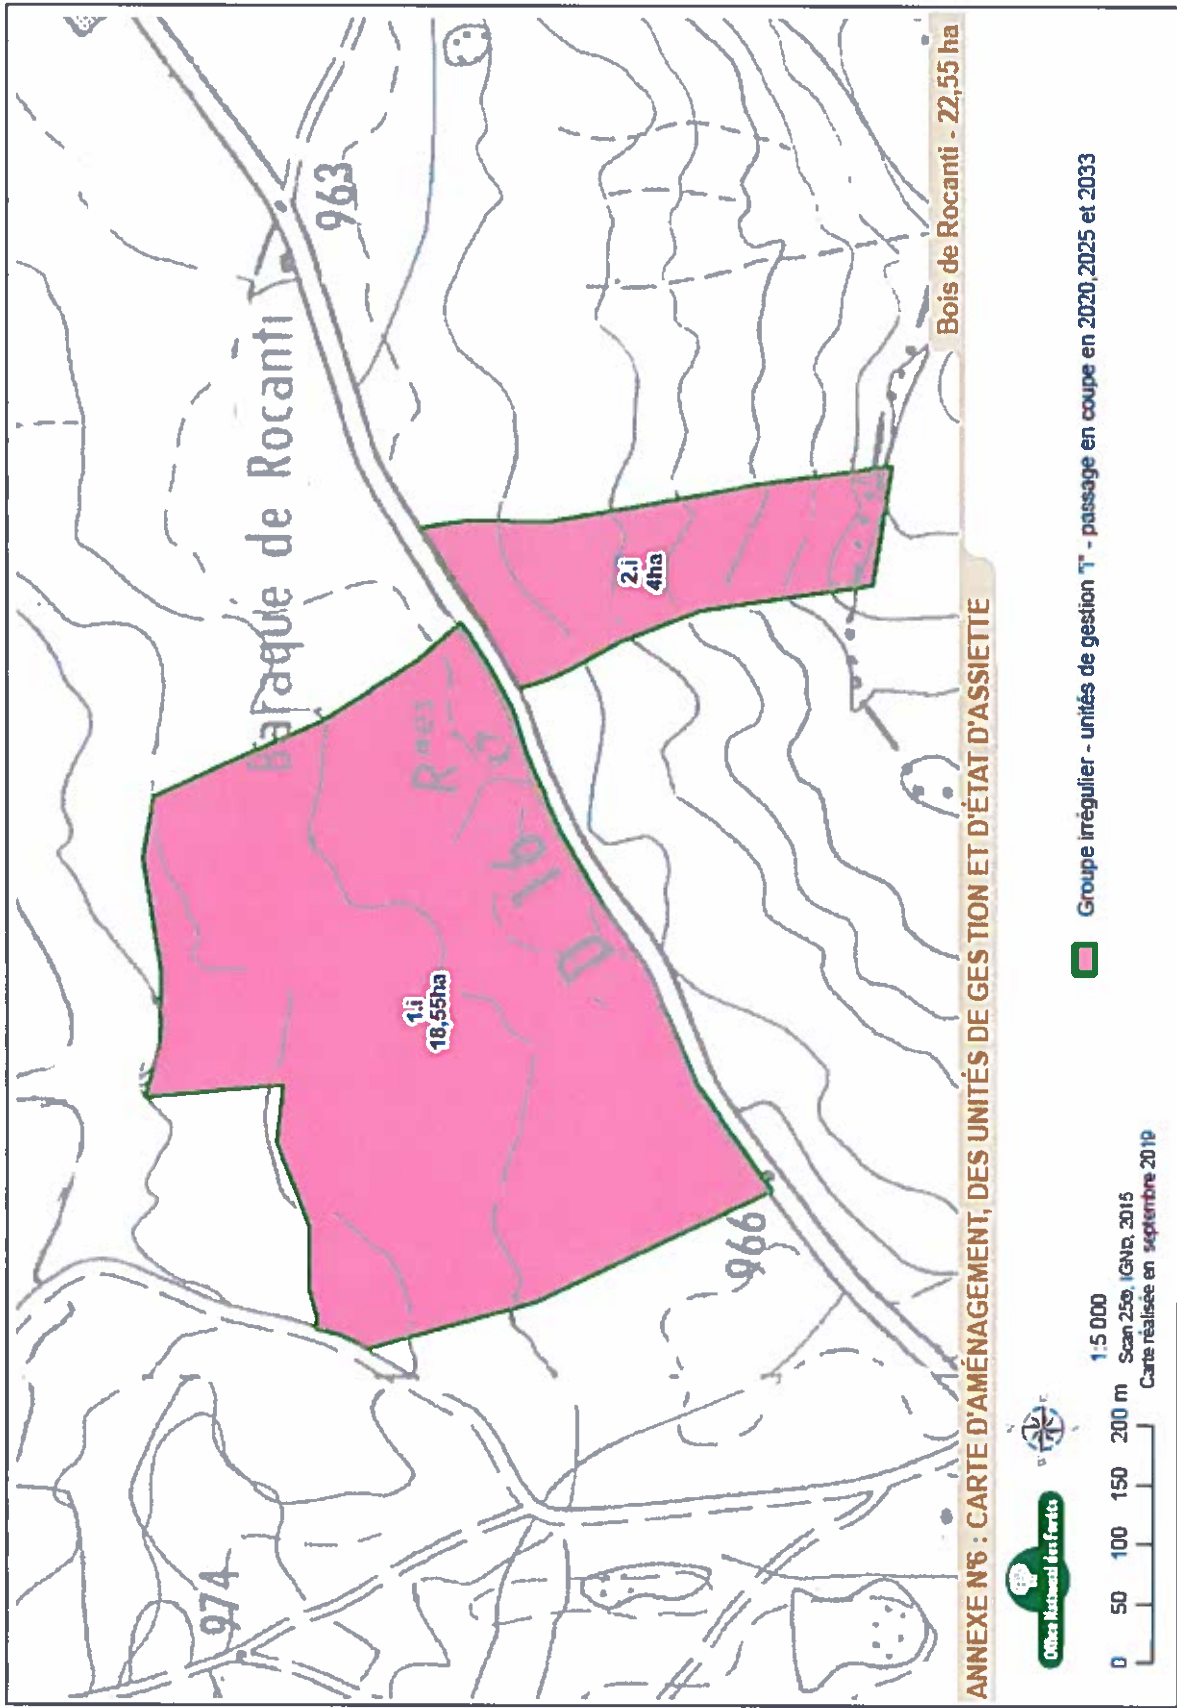 974
963
Baraque de Rocanti
Rnes
D 16
1.i
18,55ha
2.i
4ha
966
Bois de Rocanti - 22,55 ha
ANNEXE N°6 : CARTE D'AMÉNAGEMENT, DES UNITÉS DE GESTION ET D'ÉTAT D'ASSIETTE
Office National des Forêts
0 50 100 150 200 m
1:5 000
Scan 25®, IGN©, 2015
Carte réalisée en septembre 2019
Groupe irrégulier - unités de gestion "i" - passage en coupe en 2020,2025 et 2033